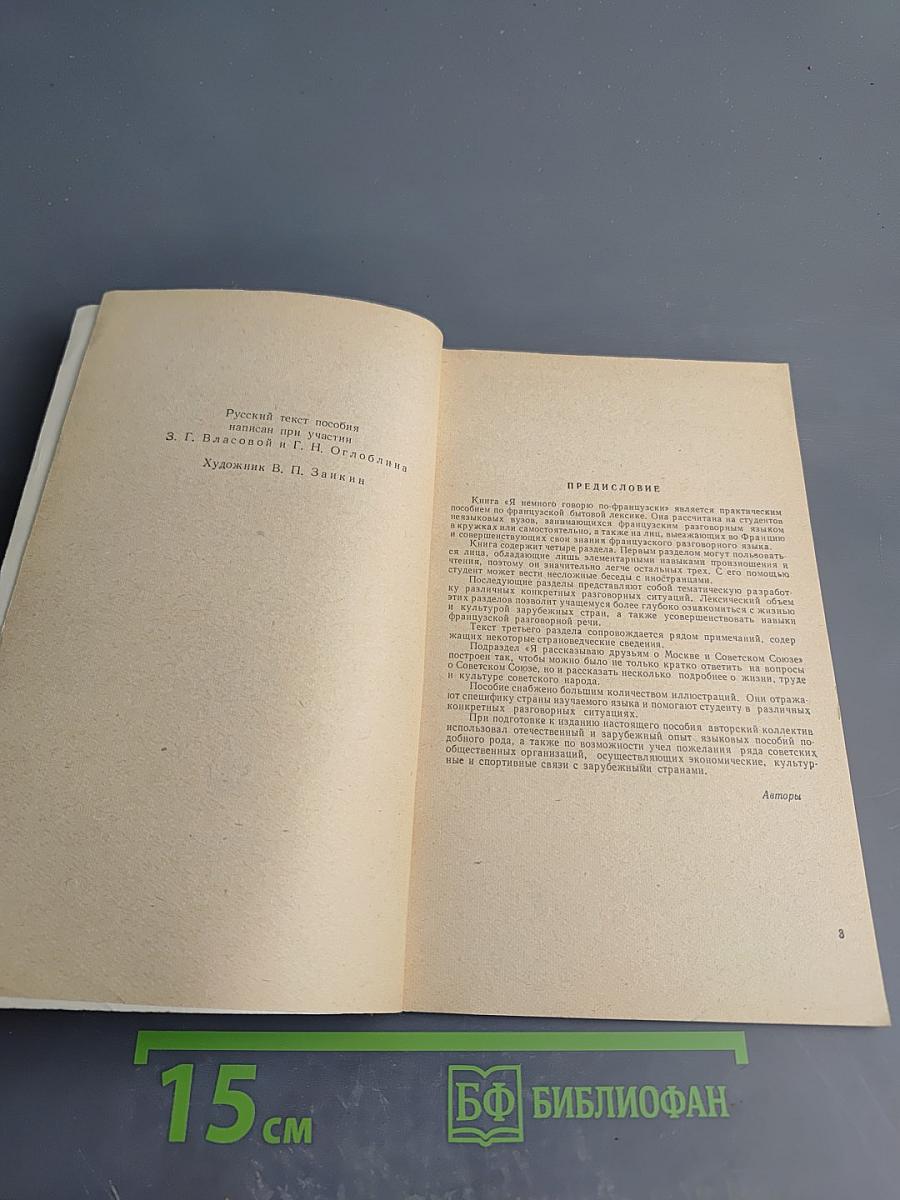 Русский текст пособия
написан при участии
З. Г. Власовой и Г. Н. Оглоблина
Художник В. П. Заикин
ПРЕДИСЛОВИЕ
Книга «Я немного говорю по-французски» является практическим
пособием по французской бытовой лексике. Она рассчитана на студентов
неязыковых вузов, занимающихся французским разговорным языком
в кружках или самостоятельно, а также на лиц, выезжающих во Францию
и совершенствующих свои знания французского разговорного языка.
Книга содержит четыре раздела. Первым разделом могут пользовать-
ся лица, обладающие лишь элементарными навыками произношения и
чтения, поэтому он значительно легче остальных трех. С его помощью
студент может вести несложные беседы с иностранцами.
Последующие разделы представляют собой тематическую разработ-
ку различных конкретных разговорных ситуаций. Лексический объем
этих разделов позволит учащемуся более глубоко ознакомиться с жизнью
и культурой зарубежных стран, а также усовершенствовать навыки
французской разговорной речи.
Текст третьего раздела сопровождается рядом примечаний, содер
жащих некоторые страноведческие сведения.
Подраздел «Я рассказываю друзьям о Москве и Советском Союзе»
построен так, чтобы можно было не только кратко ответить на вопросы
о Советском Союзе, но и рассказать несколько подробнее о жизни, труде
и культуре советского народа.
Пособие снабжено большим количеством иллюстраций. Они отража-
ют специфику страны изучаемого языка и помогают студенту в различных
конкретных разговорных ситуациях.
При подготовке к изданию настоящего пособия авторский коллектив
использовал отечественный и зарубежный опыт языковых пособий по-
добного рода, а также по возможности учел пожелания ряда советских
общественных организаций, осуществляющих экономические, культур-
ные и спортивные связи с зарубежными странами.
Авторы
3
15 см
БФ БИБЛИОФАН